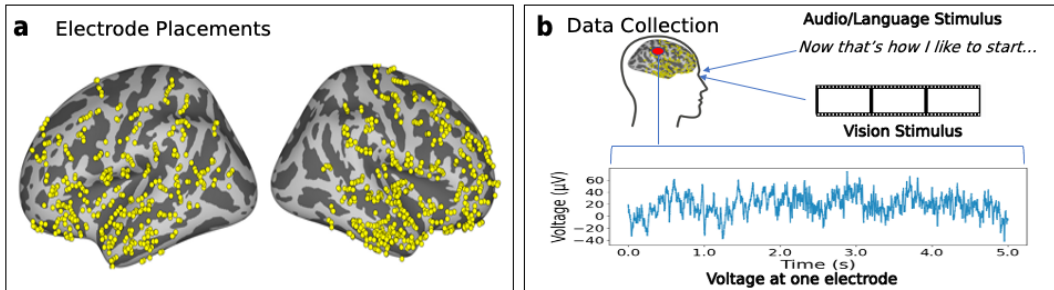 a Electrode Placements
b Data Collection
Audio/Language Stimulus
Now that's how I like to start...
Vision Stimulus
Voltage (μV)
60
40
20
0
−20
−40
0.0 1.0 2.0 3.0 4.0 5.0
Time (s)
Voltage at one electrode